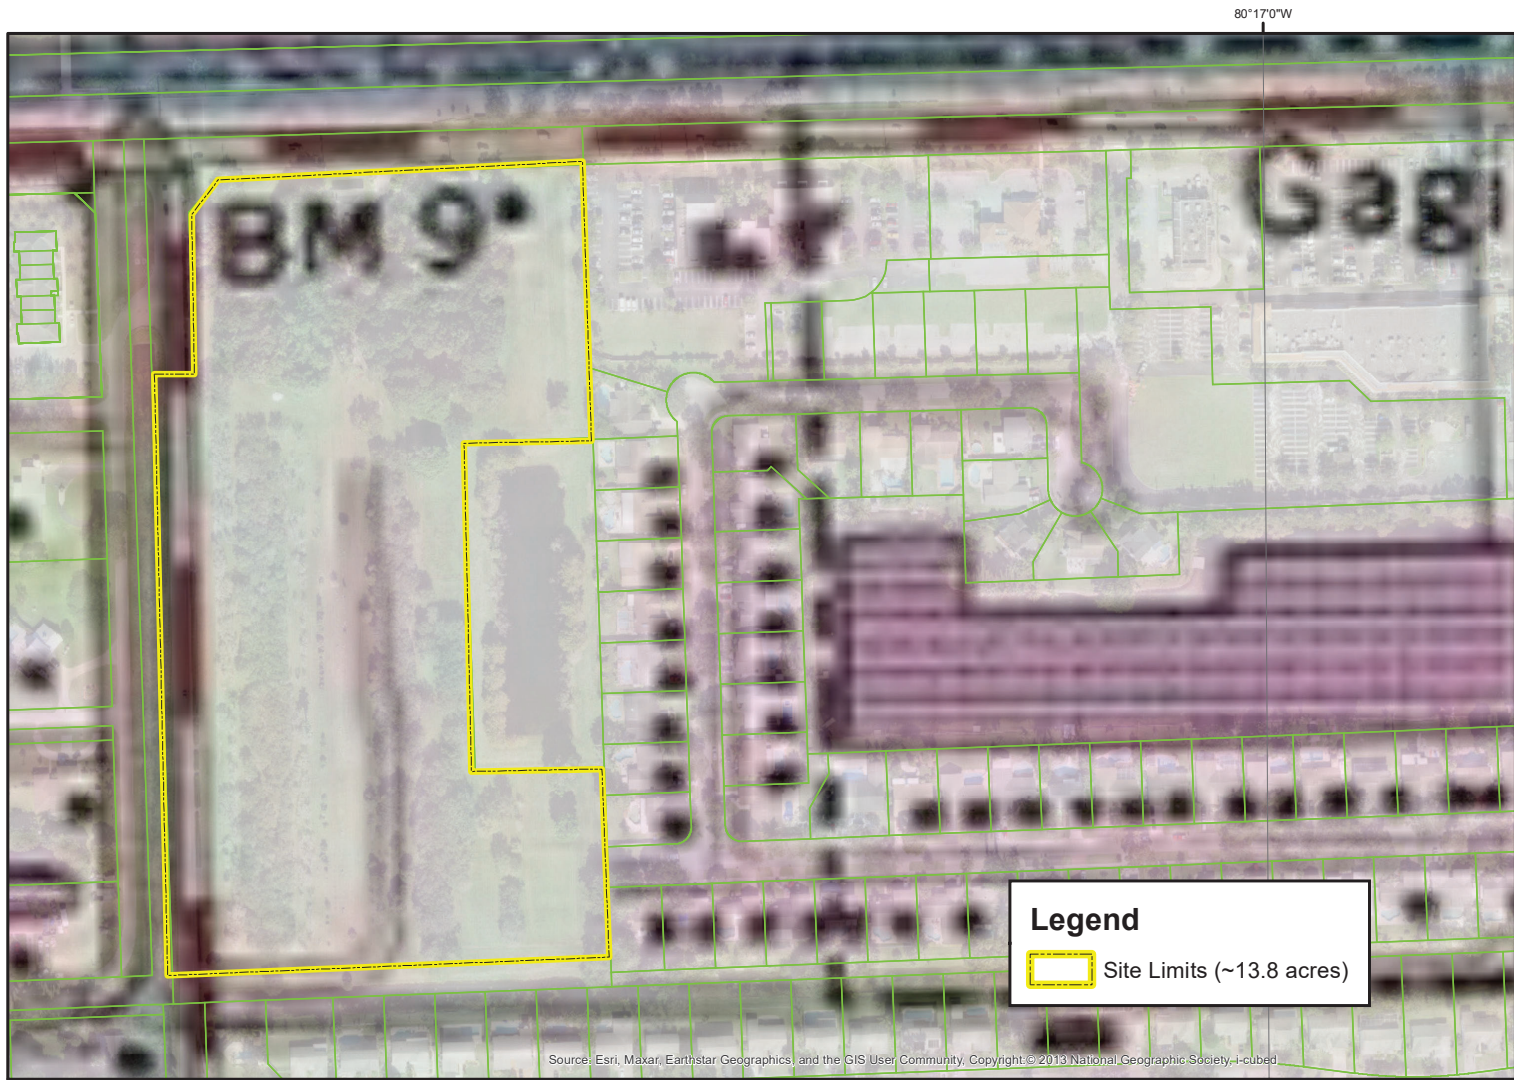 80°17'0"W
BM 9
Gag
Legend
Site Limits (~13.8 acres)
Source: Esri, Maxar, Earthstar Geographics, and the GIS User Community, Copyright:© 2013 National Geographic Society, i-cubed